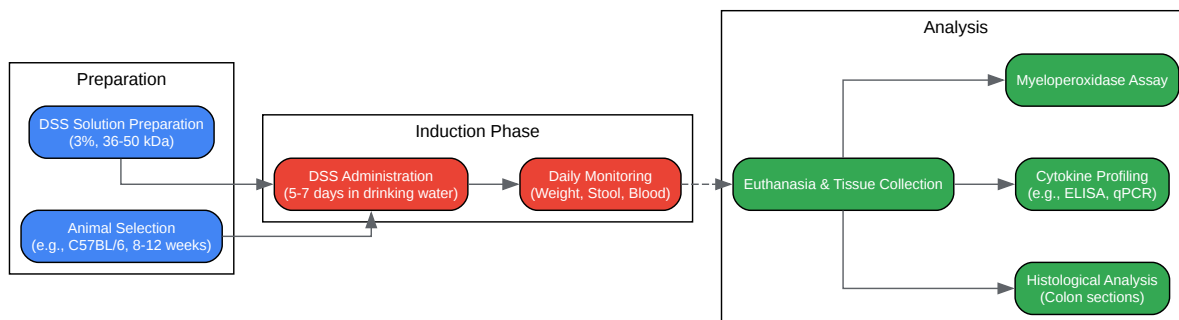 Preparation
DSS Solution Preparation
(3%, 36-50 kDa)
Animal Selection
(e.g., C57BL/6, 8-12 weeks)
Induction Phase
DSS Administration
(5-7 days in drinking water)
Daily Monitoring
(Weight, Stool, Blood)
Analysis
Euthanasia & Tissue Collection
Myeloperoxidase Assay
Cytokine Profiling
(e.g., ELISA, qPCR)
Histological Analysis
(Colon sections)